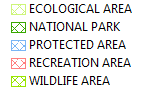 ECOLOGICAL AREA
NATIONAL PARK
PROTECTED AREA
RECREATION AREA
WILDLIFE AREA